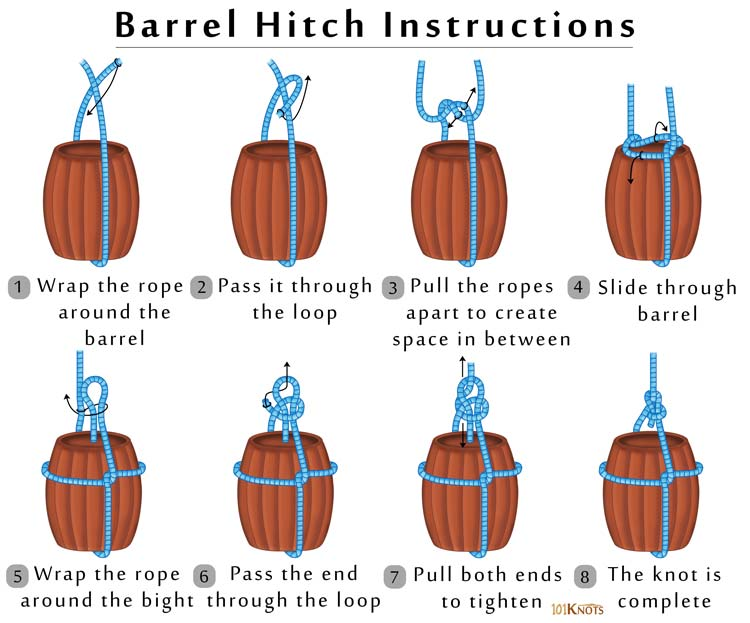 Barrel Hitch Instructions
1 Wrap the rope
around the
barrel
2 Pass it through
the loop
3 Pull the ropes
apart to create
space in between
4 Slide through
barrel
5 Wrap the rope
around the bight
6 Pass the end
through the loop
7 Pull both ends
to tighten
8 The knot is
complete
101KNOTS